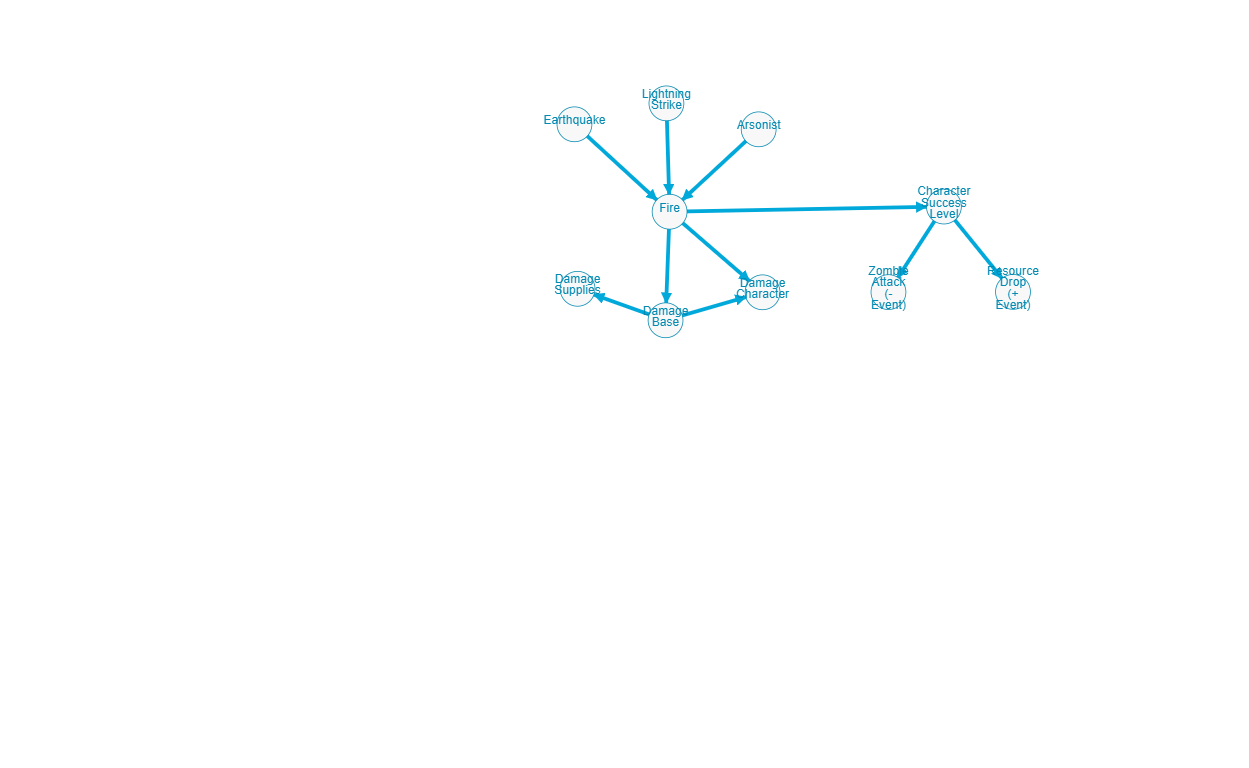 Lightning
Strike
Earthquake
Arsonist
Fire
Character
Success
Level
Damage
Supplies
Damage
Base
Damage
Character
Zombie
Attack
(-
Event)
Resource
Drop
(+
Event)